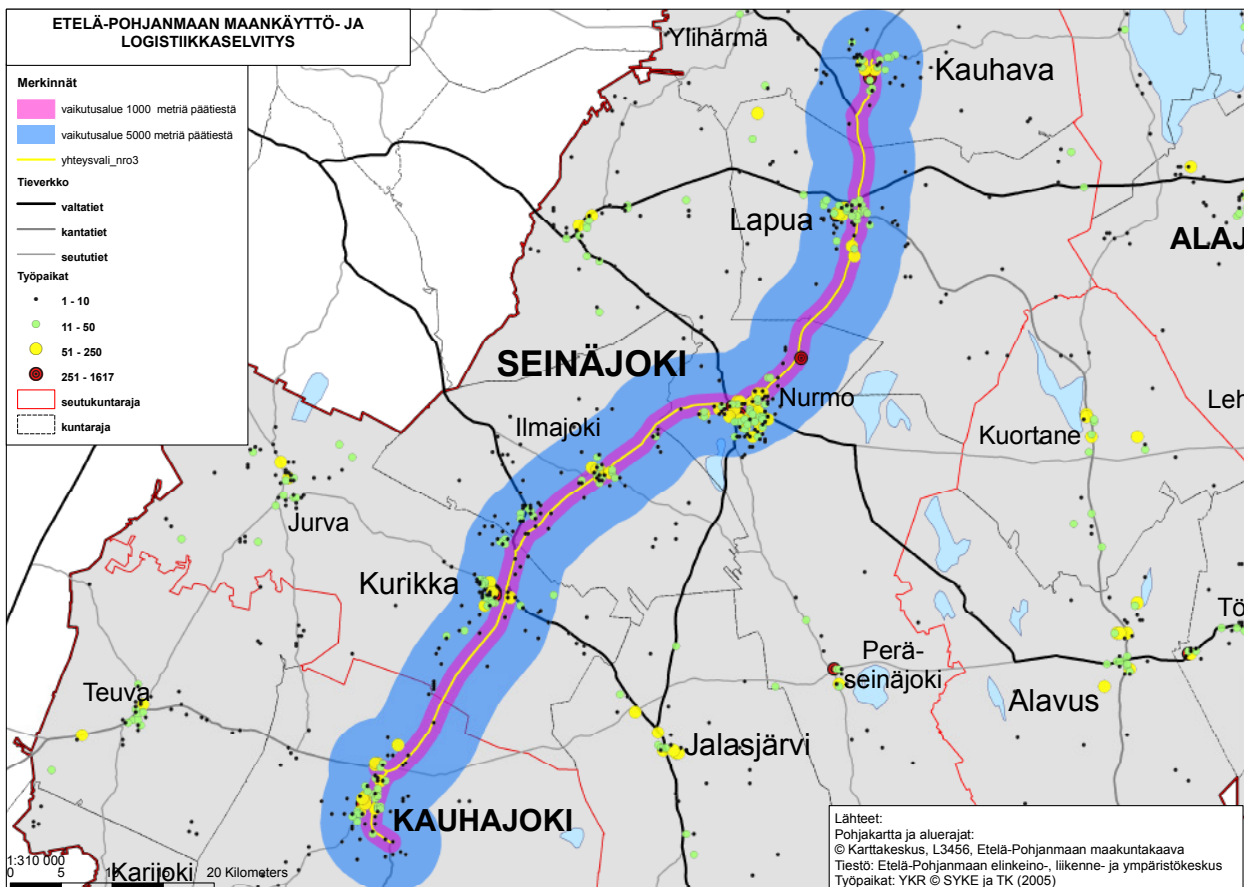 ETELÄ-POHJANMAAN MAANKÄYTTÖ- JA
LOGISTIIKKASELVITYS
Merkinnät
vaikutusalue 1000 metriä päätiestä
vaikutusalue 5000 metriä päätiestä
yhteysvali_nro3
Tieverkko
valtatiet
kantatiet
seututiet
Työpaikat
1 - 10
11 - 50
51 - 250
251 - 1617
seutukuntaraja
kuntaraja
Ylihärmä
Kauhava
Lapua
ALAJ
SEINÄJOKI
Nurmo
Leh
Ilmajoki
Kuortane
Jurva
Kurikka
Tö
Perä-
seinäjoki
Teuva
Alavus
Jalasjärvi
KAUHAJOKI
Karijoki
1:310 000
0 5 10 15 20 Kilometers
Lähteet:
Pohjakartta ja aluerajat:
© Karttakeskus, L3456, Etelä-Pohjanmaan maakuntakaava
Tiestö: Etelä-Pohjanmaan elinkeino-, liikenne- ja ympäristökeskus
Työpaikat: YKR © SYKE ja TK (2005)